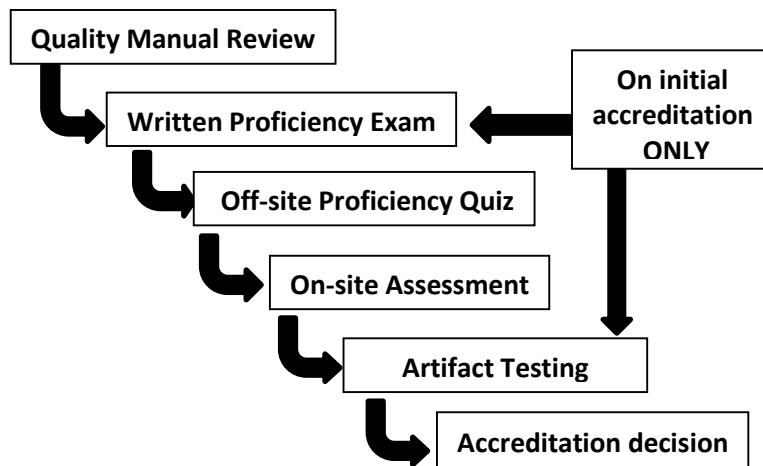 Quality Manual Review
On initial
accreditation
ONLY
Written Proficiency Exam
Off-site Proficiency Quiz
On-site Assessment
Artifact Testing
Accreditation decision